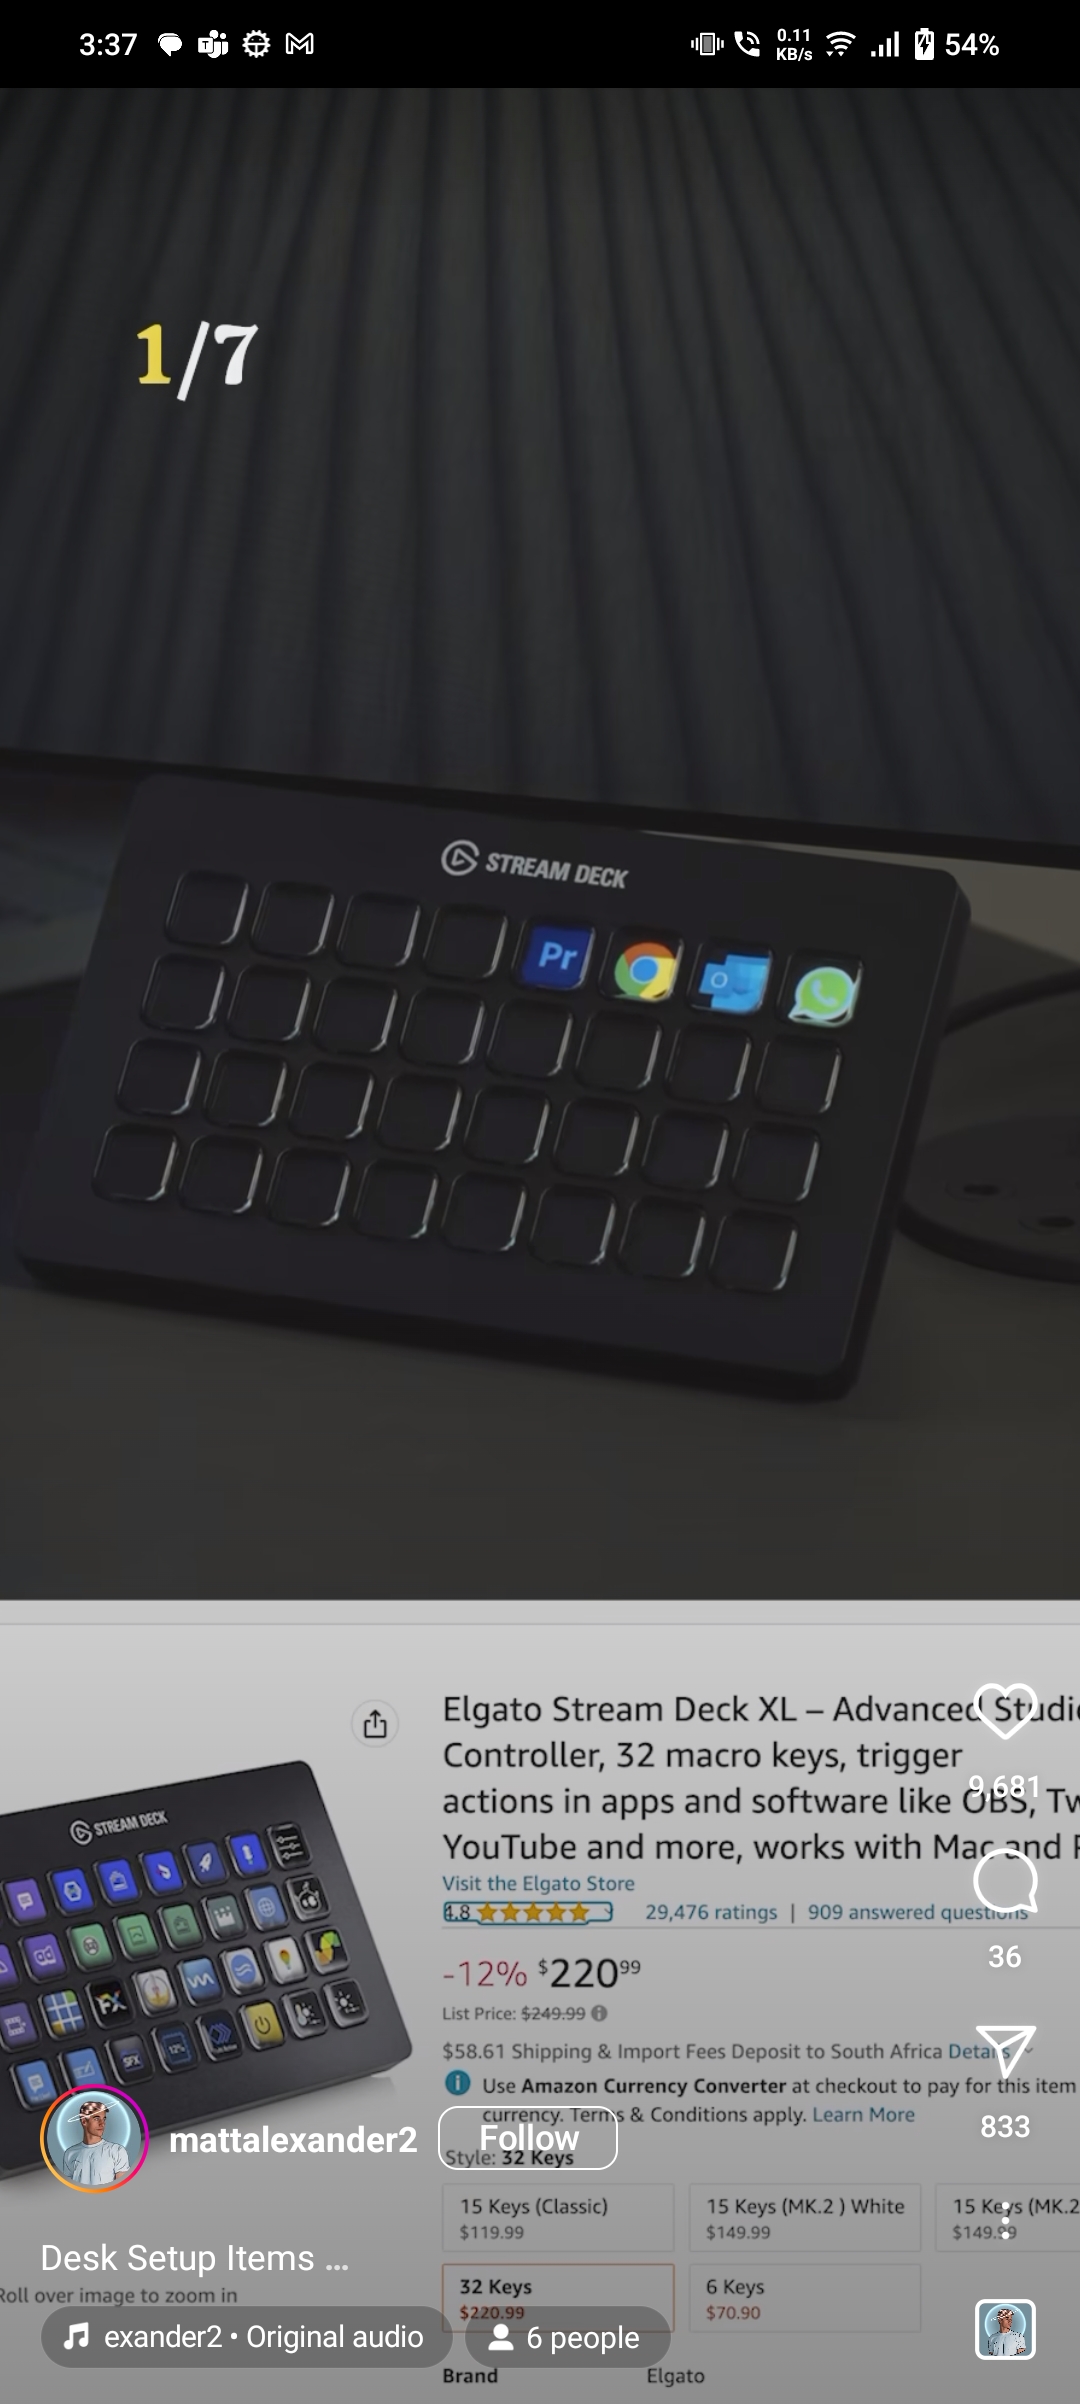 3:37
0.11
KB/s
54%
1/7
STREAM DECK
Pr
Elgato Stream Deck XL – Advanced Studio
Controller, 32 macro keys, trigger
actions in apps and software like OBS, Tw
YouTube and more, works with Mac and P
Visit the Elgato Store
4.8
29,476 ratings | 909 answered questions
-12% $22099
List Price: $249.99
$58.61 Shipping & Import Fees Deposit to South Africa Details
Use Amazon Currency Converter at checkout to pay for this item
currency. Terms & Conditions apply. Learn More
Style: 32 Keys
15 Keys (Classic)
$119.99
15 Keys (MK.2 ) White
$149.99
15 Keys (MK.2
$149.99
32 Keys
$220.99
6 Keys
$70.90
Brand Elgato
STREAM DECK
FX
SFX
12%
9,681
36
833
mattalexander2
Follow
Desk Setup Items ...
Roll over image to zoom in
exander2 • Original audio
6 people